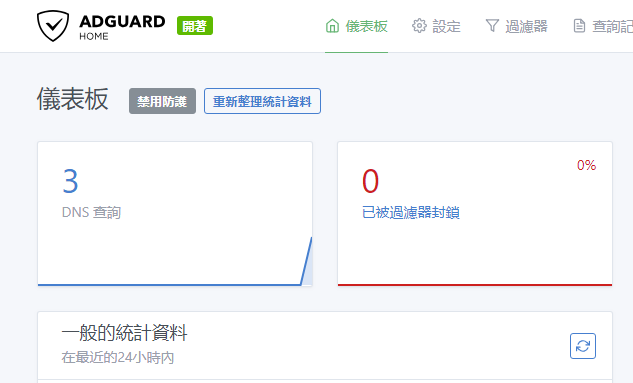 ADGUARD 開著
HOME
儀表板 設定 過濾器 查詢記
儀表板 禁用防護 重新整理統計資料
3
DNS 查詢
0%
0
已被過濾器封鎖
一般的統計資料
在最近的24小時內